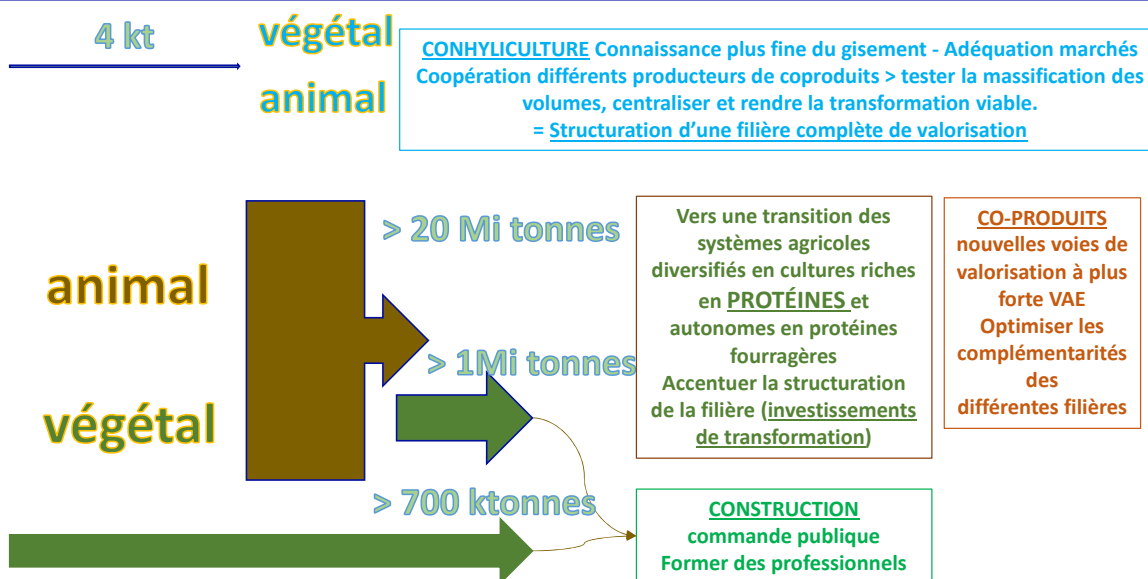 4 kt
végétal
animal
CONHYLICULTURE Connaissance plus fine du gisement - Adéquation marchés
Coopération différents producteurs de coproduits > tester la massification des
volumes, centraliser et rendre la transformation viable.
= Structuration d’une filière complète de valorisation
animal
végétal
> 20 Mi tonnes
> 1Mi tonnes
> 700 ktonnes
Vers une transition des
systèmes agricoles
diversifiés en cultures riches
en PROTÉINES et
autonomes en protéines
fourragères
Accentuer la structuration
de la filière (investissements
de transformation)
CO-PRODUITS
nouvelles voies de
valorisation à plus
forte VAE
Optimiser les
complémentarités
des
différentes filières
CONSTRUCTION
commande publique
Former des professionnels